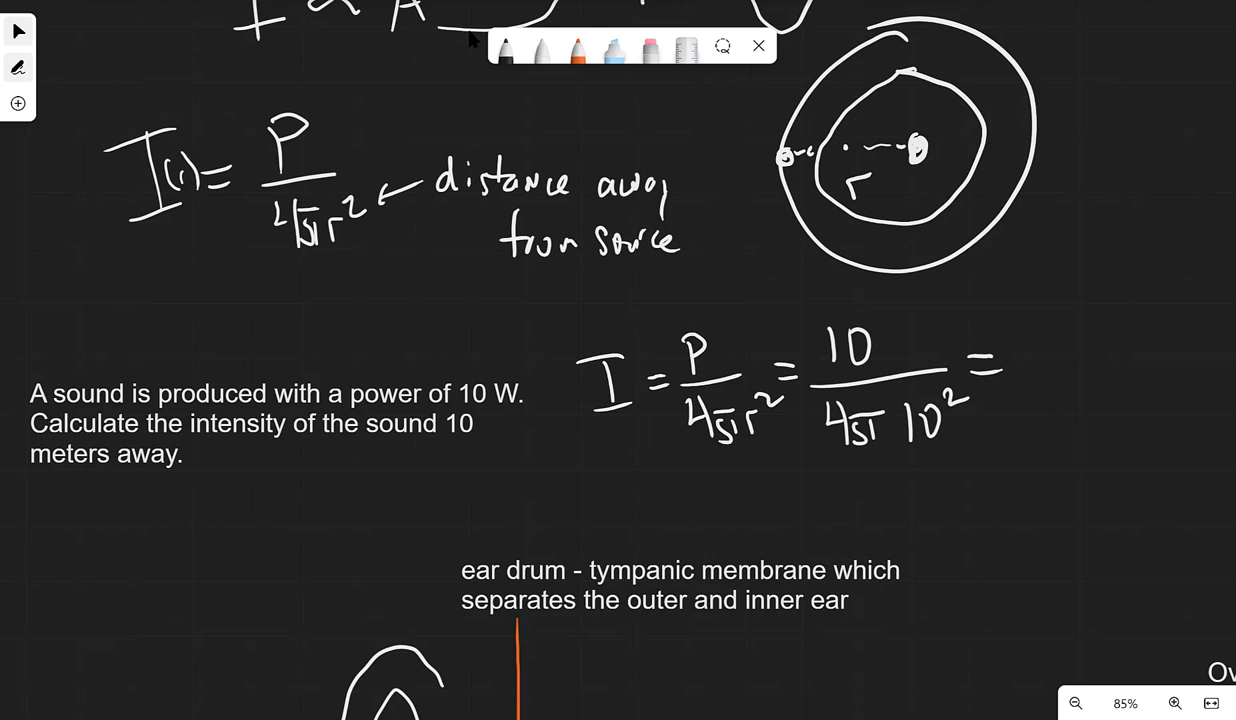 I ∝ A
I(r) = P / 4πr² ← distance away
from source
r
I = P / 4πr² = 10 / 4π 10² =
A sound is produced with a power of 10 W.
Calculate the intensity of the sound 10
meters away.
ear drum - tympanic membrane which
separates the outer and inner ear
Ov
85%